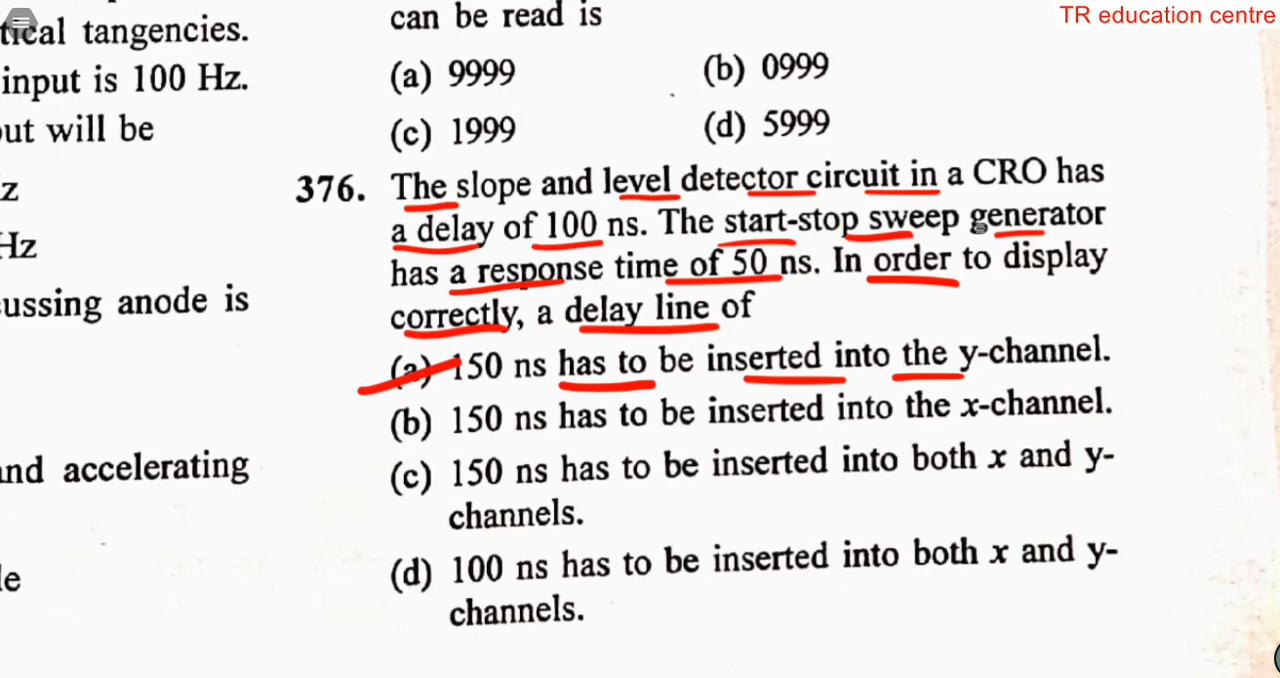 TR education centre
tical tangencies.
input is 100 Hz.
out will be
z
Hz
cussing anode is
and accelerating
le
can be read is
(a) 9999 (b) 0999
(c) 1999 (d) 5999
376. The slope and level detector circuit in a CRO has
a delay of 100 ns. The start-stop sweep generator
has a response time of 50 ns. In order to display
correctly, a delay line of
(a) 150 ns has to be inserted into the y-channel.
(b) 150 ns has to be inserted into the x-channel.
(c) 150 ns has to be inserted into both x and y-
channels.
(d) 100 ns has to be inserted into both x and y-
channels.